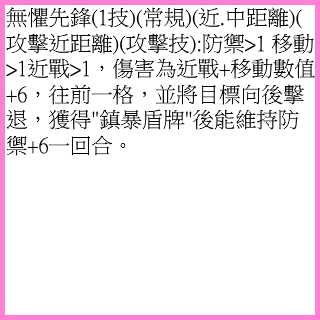 無懼先鋒(1技)(常規)(近.中距離)(
攻擊近距離)(攻擊技):防禦>1 移動
>1近戰>1，傷害為近戰+移動數值
+6，往前一格，並將目標向後擊
退，獲得"鎮暴盾牌"後能維持防
禦+6一回合。